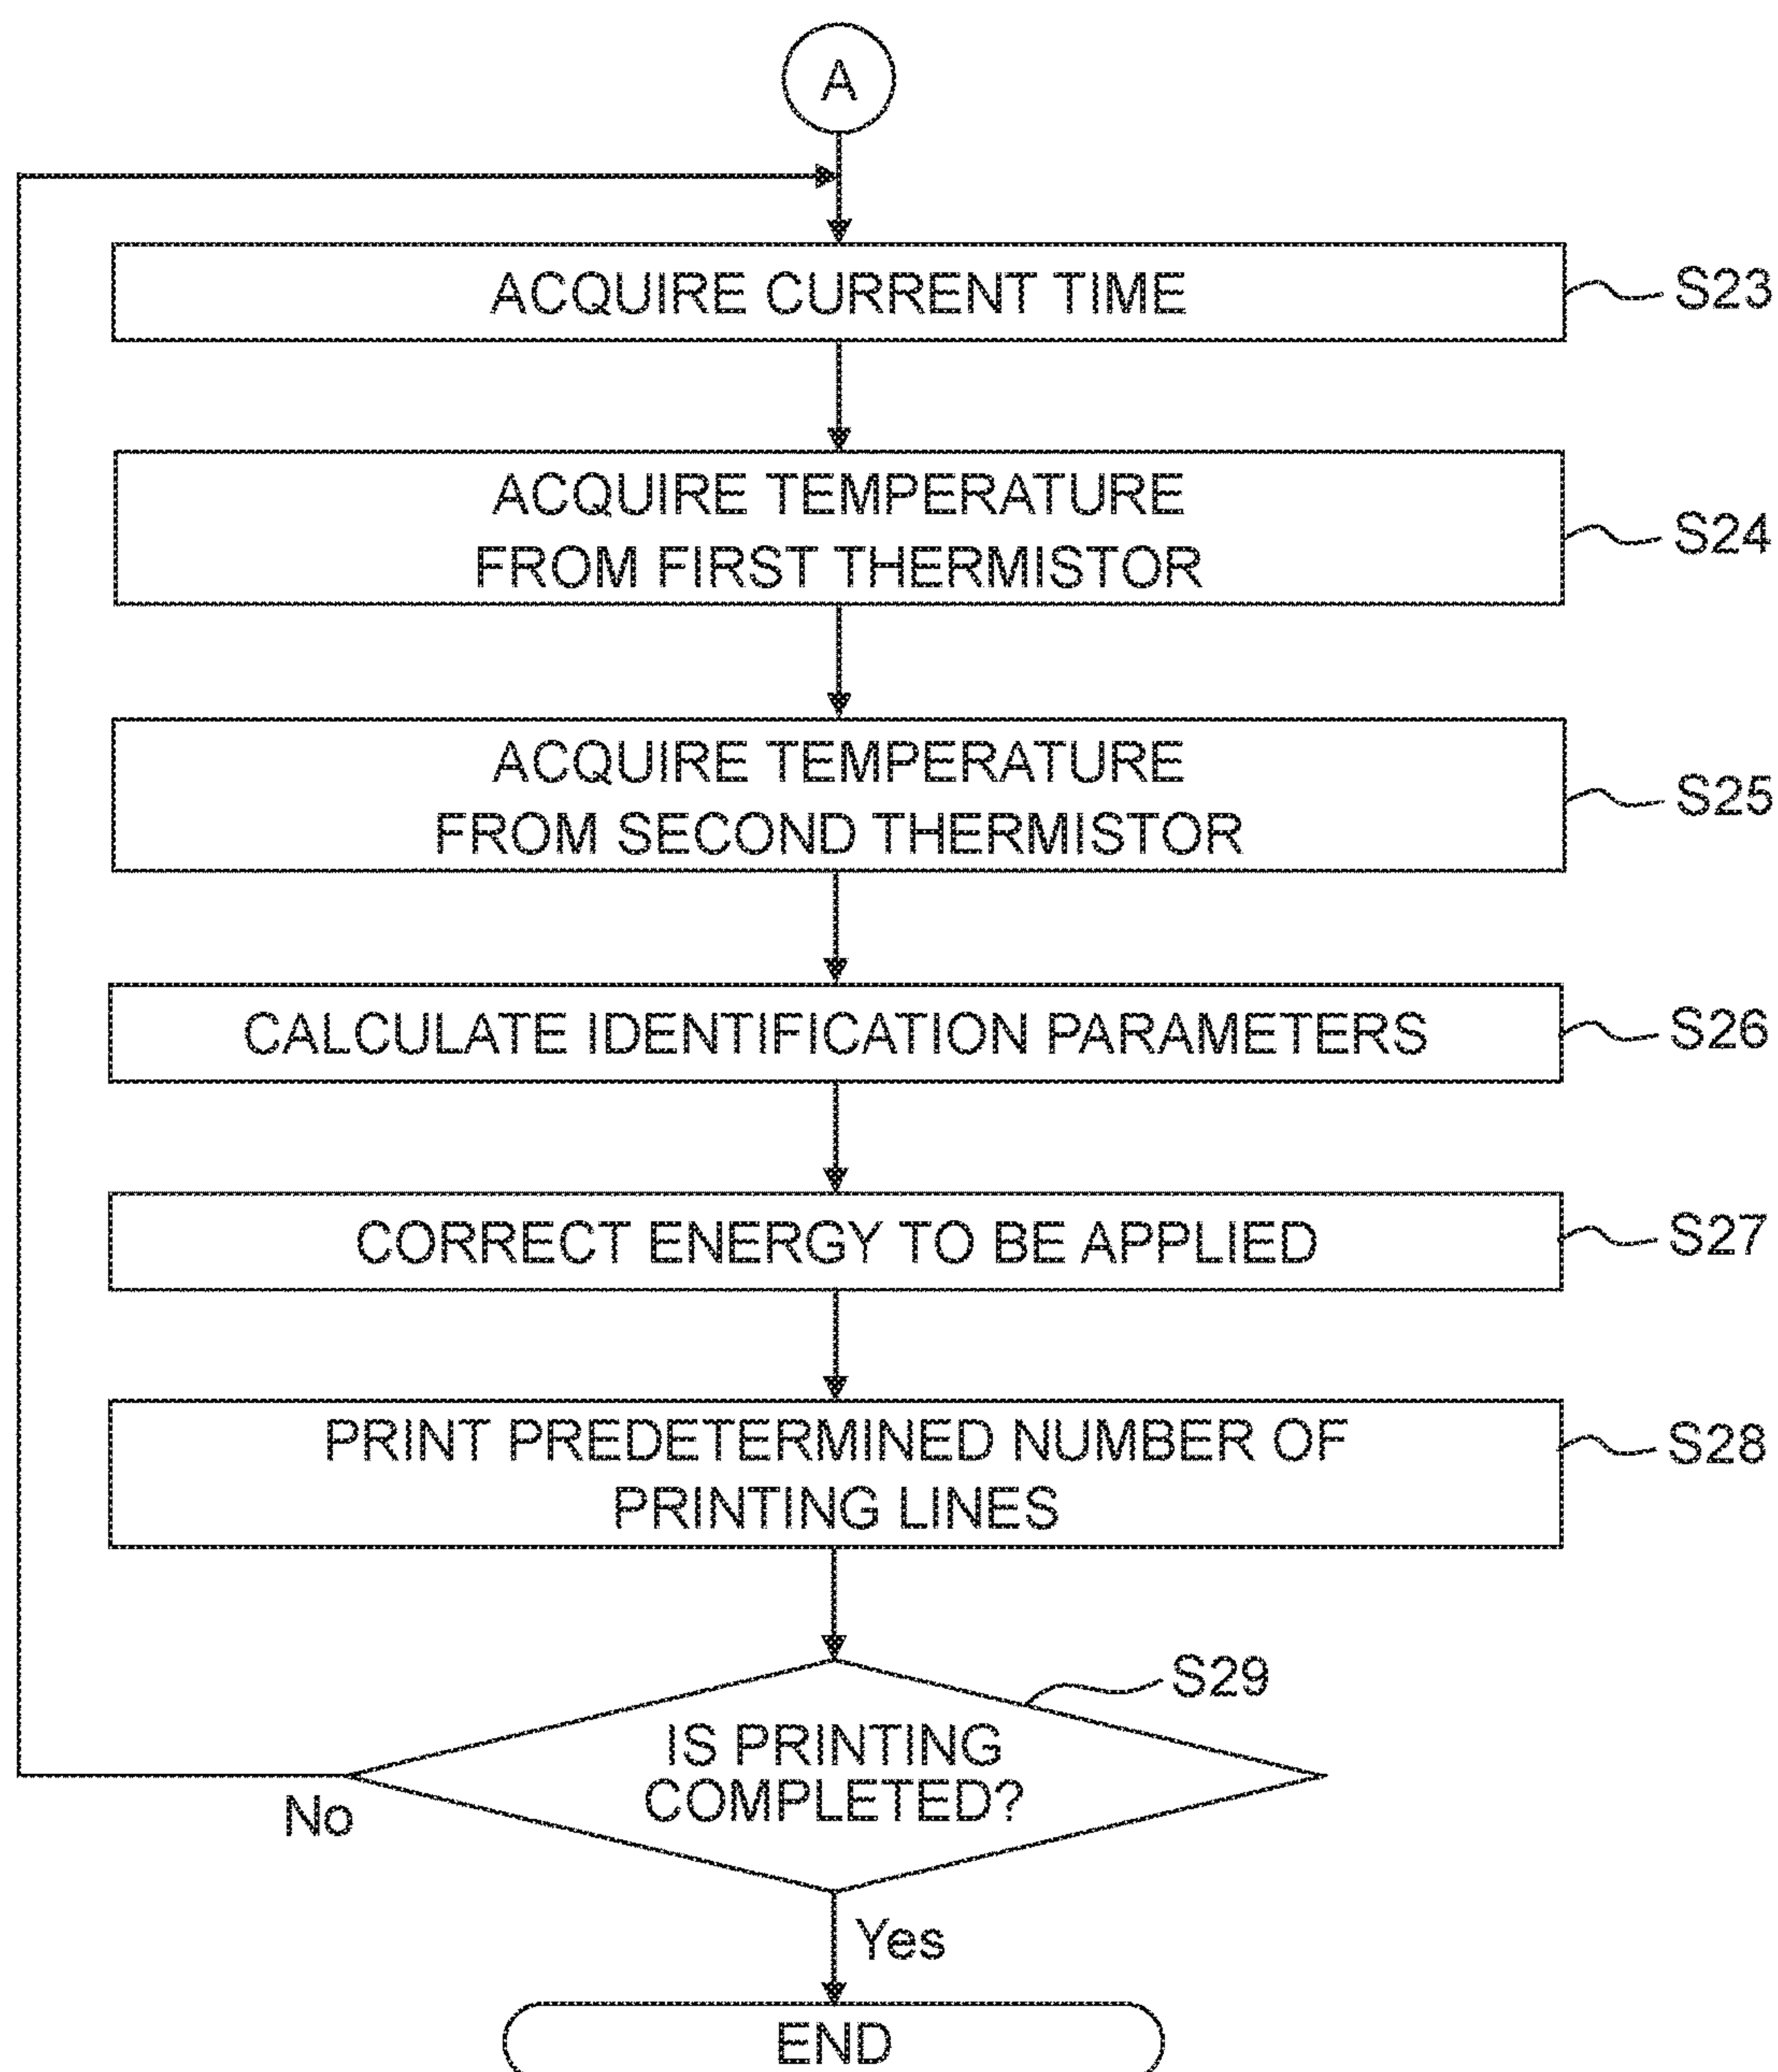 A
ACQUIRE CURRENT TIME
S23
ACQUIRE TEMPERATURE
FROM FIRST THERMISTOR
S24
ACQUIRE TEMPERATURE
FROM SECOND THERMISTOR
S25
CALCULATE IDENTIFICATION PARAMETERS
S26
CORRECT ENERGY TO BE APPLIED
S27
PRINT PREDETERMINED NUMBER OF
PRINTING LINES
S28
S29
IS PRINTING
COMPLETED?
No
Yes
END